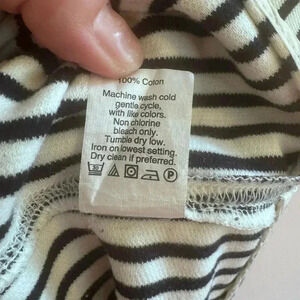 100% Coton
Machine wash cold
gentle cycle,
with like colors.
Non chlorine
bleach only.
Tumble dry low.
Iron on lowest setting.
Dry clean if preferred.